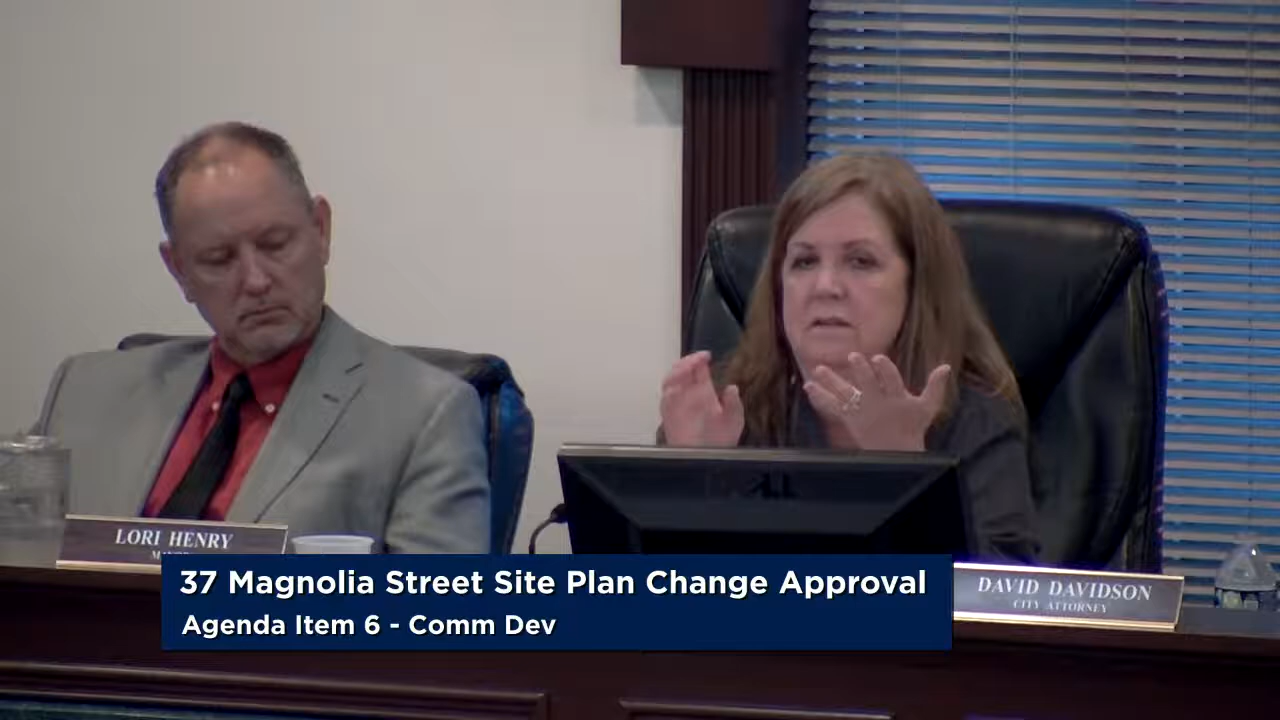 LORI HENRY
37 Magnolia Street Site Plan Change Approval
Agenda Item 6 - Comm Dev
DAVID DAVIDSON
CITY ATTORNEY